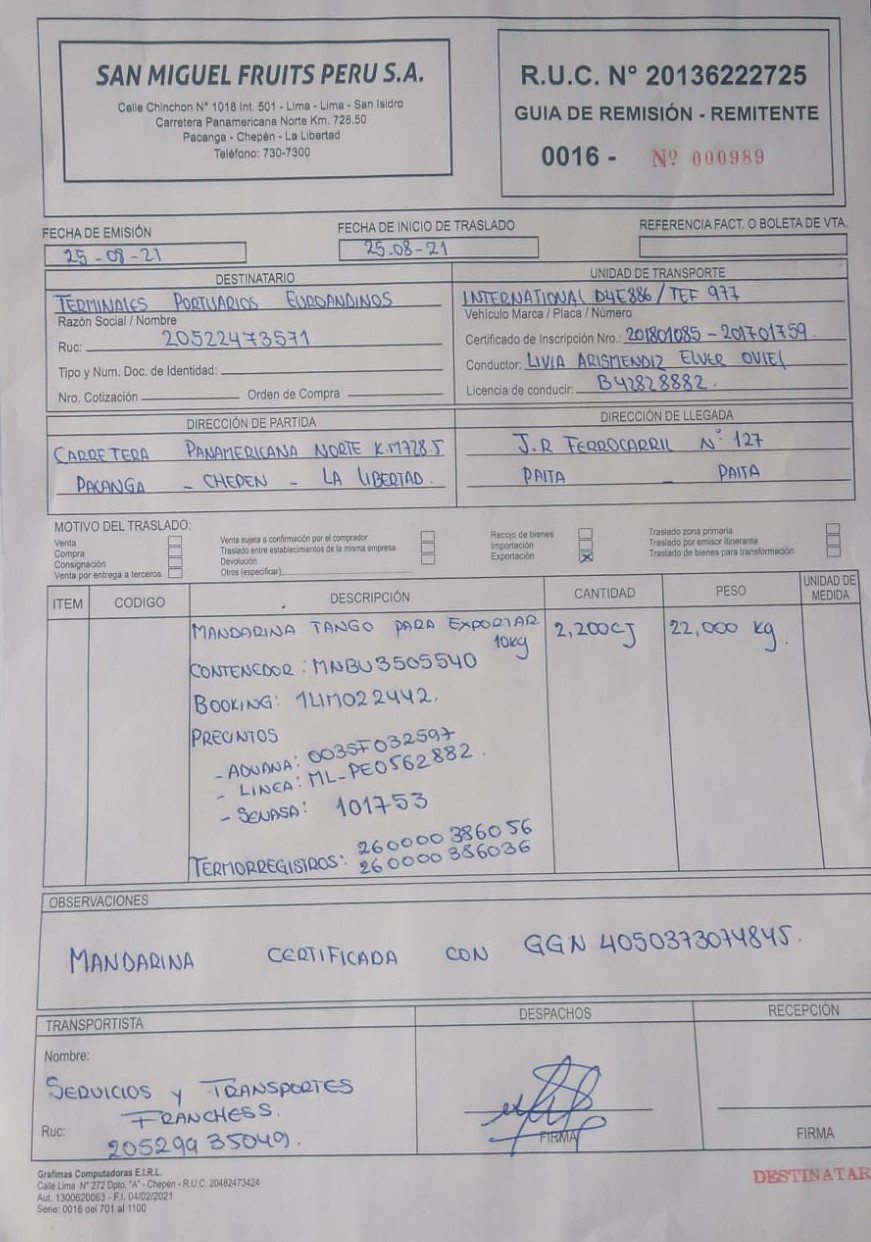 SAN MIGUEL FRUITS PERU S.A.
Calle Chinchon N° 1018 Int. 501 - Lima - Lima - San Isidro
Carretera Panamericana Norte Km. 728.50
Pacanga - Chepén - La Libertad
Teléfono: 730-7300
R.U.C. N° 20136222725
GUIA DE REMISIÓN - REMITENTE
0016 - Nº 000989
FECHA DE EMISIÓN
25-08-21
FECHA DE INICIO DE TRASLADO
25-08-21
REFERENCIA FACT. O BOLETA DE VTA.
DESTINATARIO
TERMINALES PORTUARIOS EUROANDINOS
Razón Social / Nombre
Ruc: 20522473571
Tipo y Num. Doc. de Identidad:
Nro. Cotización Orden de Compra
UNIDAD DE TRANSPORTE
INTERNATIONAL D4E886 / TEF 977
Vehículo Marca / Placa / Número
Certificado de Inscripción Nro.: 201801085 - 201701759.
Conductor: LIVIA ARISMENDIZ ELVER OVIEL
Licencia de conducir: B42828882.
DIRECCIÓN DE PARTIDA
CARRETERA PANAMERICANA NORTE K.M728.5
PACANGA - CHEPEN - LA LIBERTAD.
DIRECCIÓN DE LLEGADA
J.R FERROCARRIL N° 127
PAITA - PAITA
MOTIVO DEL TRASLADO:
Venta
Compra
Consignación
Venta por entrega a terceros
Venta sujeta a confirmación por el comprador
Traslado entre establecimientos de la misma empresa
Devolución
Otros (especificar)
Recojo de bienes
Importación
Exportación X
Traslado zona primaria
Traslado por emisor itinerante
Traslado de bienes para transformación
ITEM CODIGO DESCRIPCIÓN CANTIDAD PESO UNIDAD DE MEDIDA
MANDARINA TANGO PARA EXPORTAR 2,200CJ 22,000 kg.
10kg
CONTENEDOR: MNBU3505540
BOOKING: 1LIM022442.
PRECINTOS
- ADUANA: 003SF032597
- LINEA: ML-PE0562882.
- SENASA: 101753
TERMORREGISTROS: 260000386056
260000386036
OBSERVACIONES
MANDARINA CERTIFICADA CON GGN 4050373074845.
TRANSPORTISTA
Nombre:
SERVICIOS Y TRANSPORTES
FRANCHESS.
Ruc: 20529935049.
DESPACHOS
FIRMA
RECEPCIÓN
FIRMA
Grafimas Computadoras E.I.R.L.
Calle Lima N° 272 Dpto. "A" - Chepén - R.U.C. 20482473424
Aut. 1300620063 - F.I. 04/02/2021
Serie: 0016 del 701 al 1100
DESTINATAR